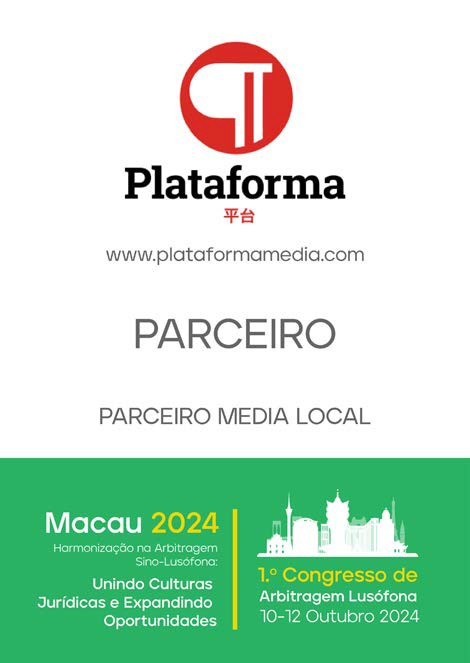 Plataforma
平台
www.plataformamedia.com
PARCEIRO
PARCEIRO MEDIA LOCAL
Macau 2024
Harmonização na Arbitragem
Sino-Lusófona:
Unindo Culturas
Jurídicas e Expandindo
Oportunidades
1.º Congresso de
Arbitragem Lusófona
10-12 Outubro 2024